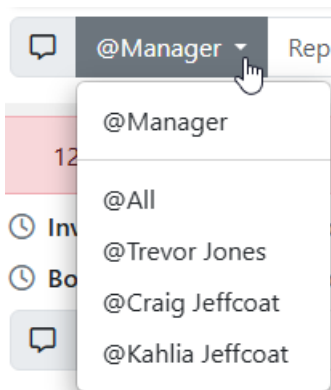 @Manager Rep
@Manager
12
@All
Inv
@Trevor Jones
Bo
@Craig Jeffcoat
@Kahlia Jeffcoat